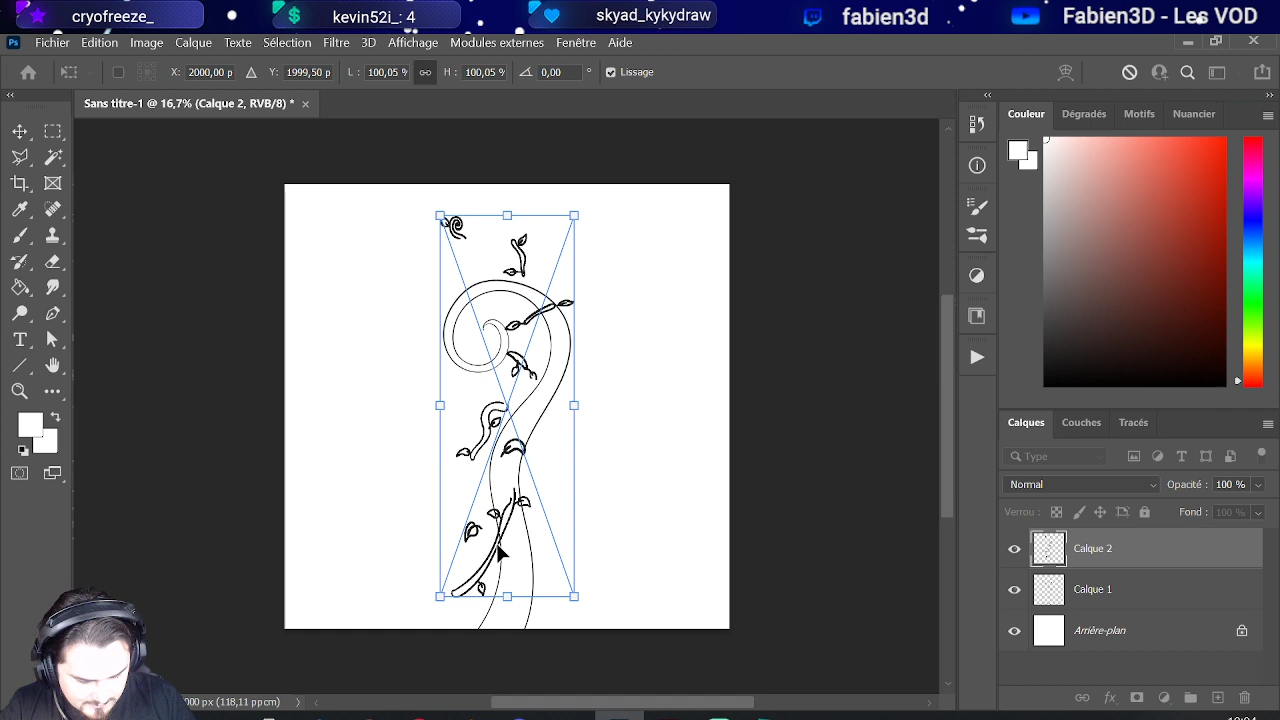 cryofreeze_
kevin52i_: 4
skyad_kykydraw
fabien3d
Fabien3D - Les VOD
Ps Fichier Edition Image Calque Texte Sélection Filtre 3D Affichage Modules externes Fenêtre Aide
X: 2000,00 p Y: 1999,50 p L : 100,05 % H : 100,05 % 0,00 ° Lissage
Sans titre-1 @ 16,7% (Calque 2, RVB/8) *
Couleur Dégradés Motifs Nuancier
Calques Couches Tracés
Type
Normal Opacité : 100 %
Verrou : Fond : 100 %
Calque 2
Calque 1
Arrière-plan
000 px (118,11 ppcm)